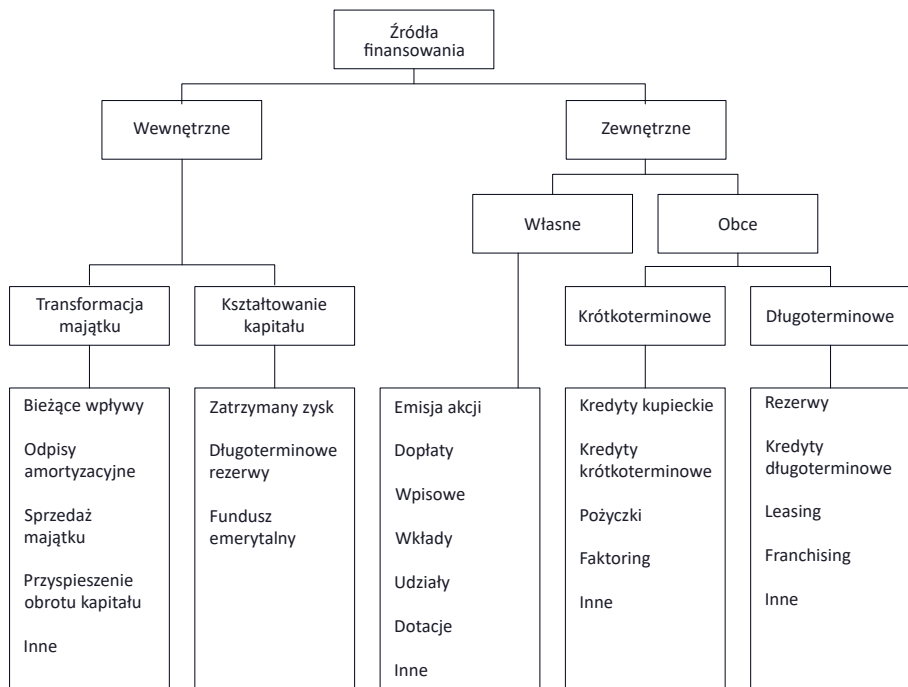 Źródła
finansowania
Wewnętrzne
Zewnętrzne
Własne
Obce
Transformacja
majątku
Kształtowanie
kapitału
Krótkoterminowe
Długoterminowe
Bieżące wpływy
Odpisy
amortyzacyjne
Sprzedaż
majątku
Przyspieszenie
obrotu kapitału
Inne
Zatrzymany zysk
Długoterminowe
rezerwy
Fundusz
emerytalny
Emisja akcji
Dopłaty
Wpisowe
Wkłady
Udziały
Dotacje
Inne
Kredyty kupieckie
Kredyty
krótkoterminowe
Pożyczki
Faktoring
Inne
Rezerwy
Kredyty
długoterminowe
Leasing
Franchising
Inne